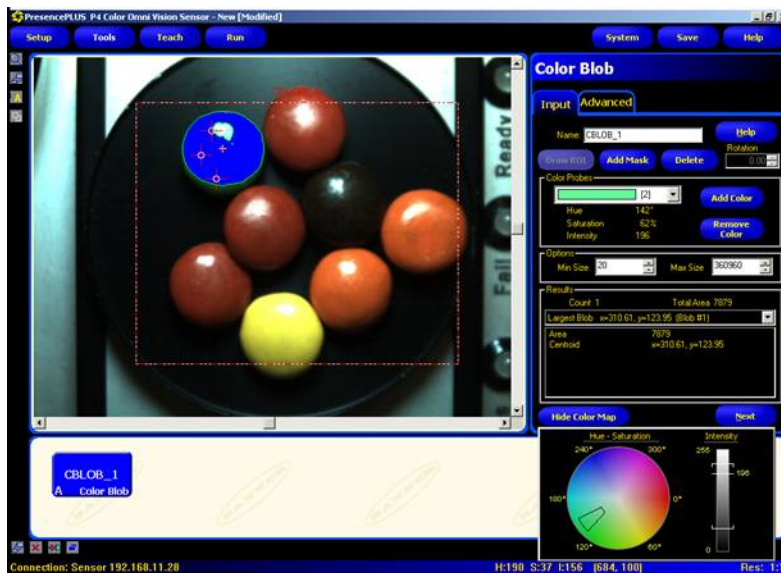 PresencePLUS P4 Color Omni Vision Sensor - New [Modified]
Setup Tools Teach Run System Save Help
Color Blob
Input Advanced
Name: CBLOB_1 Help
Rotation
Draw ROI Add Mask Delete 0.00
Color Probes
[2] Add Color
Hue 142°
Saturation 62%
Intensity 196
Remove
Color
Options
Min Size 20 Max Size 360960
Results
Count 1 Total Area 7879
Largest Blob x=310.61, y=123.95 (Blob #1)
Area 7879
Centroid x=310.61, y=123.95
Hide Color Map Next
Hue - Saturation Intensity
240° 300° 256
196
180° 0°
120° 60° 0
Ready
Fail
CBLOB_1
A Color Blob
BANNER
Connection: Sensor 192.168.11.28 H:190 S:37 I:156 (684, 100) Res: 1: